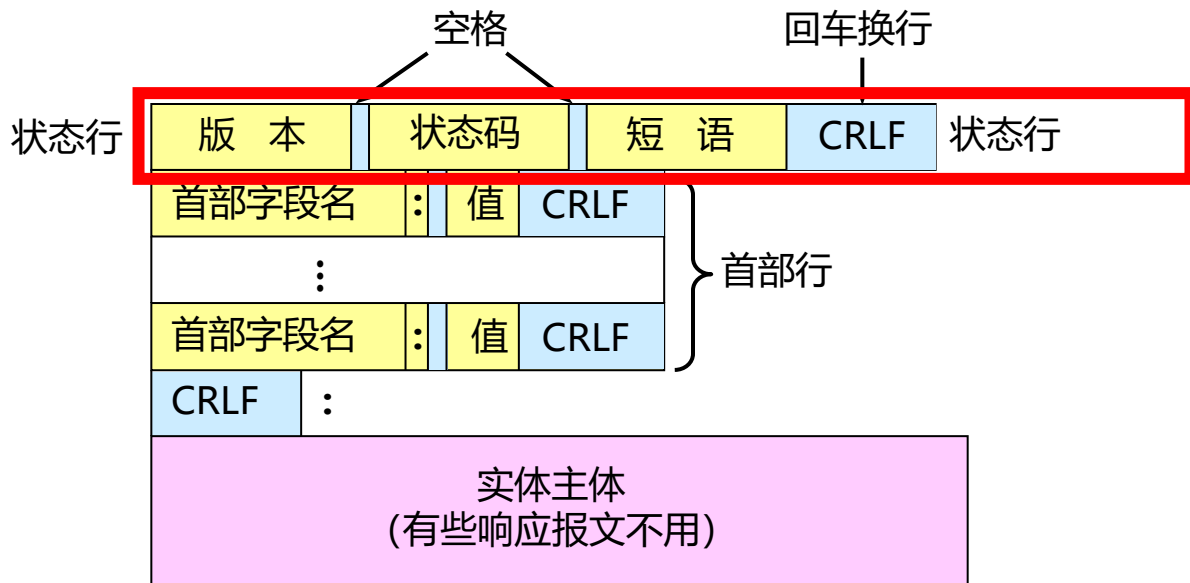 空格 回车换行
状态行 版 本 状态码 短 语 CRLF 状态行
首部字段名 : 值 CRLF
⋮ 首部行
首部字段名 : 值 CRLF
CRLF :
实体主体
(有些响应报文不用)